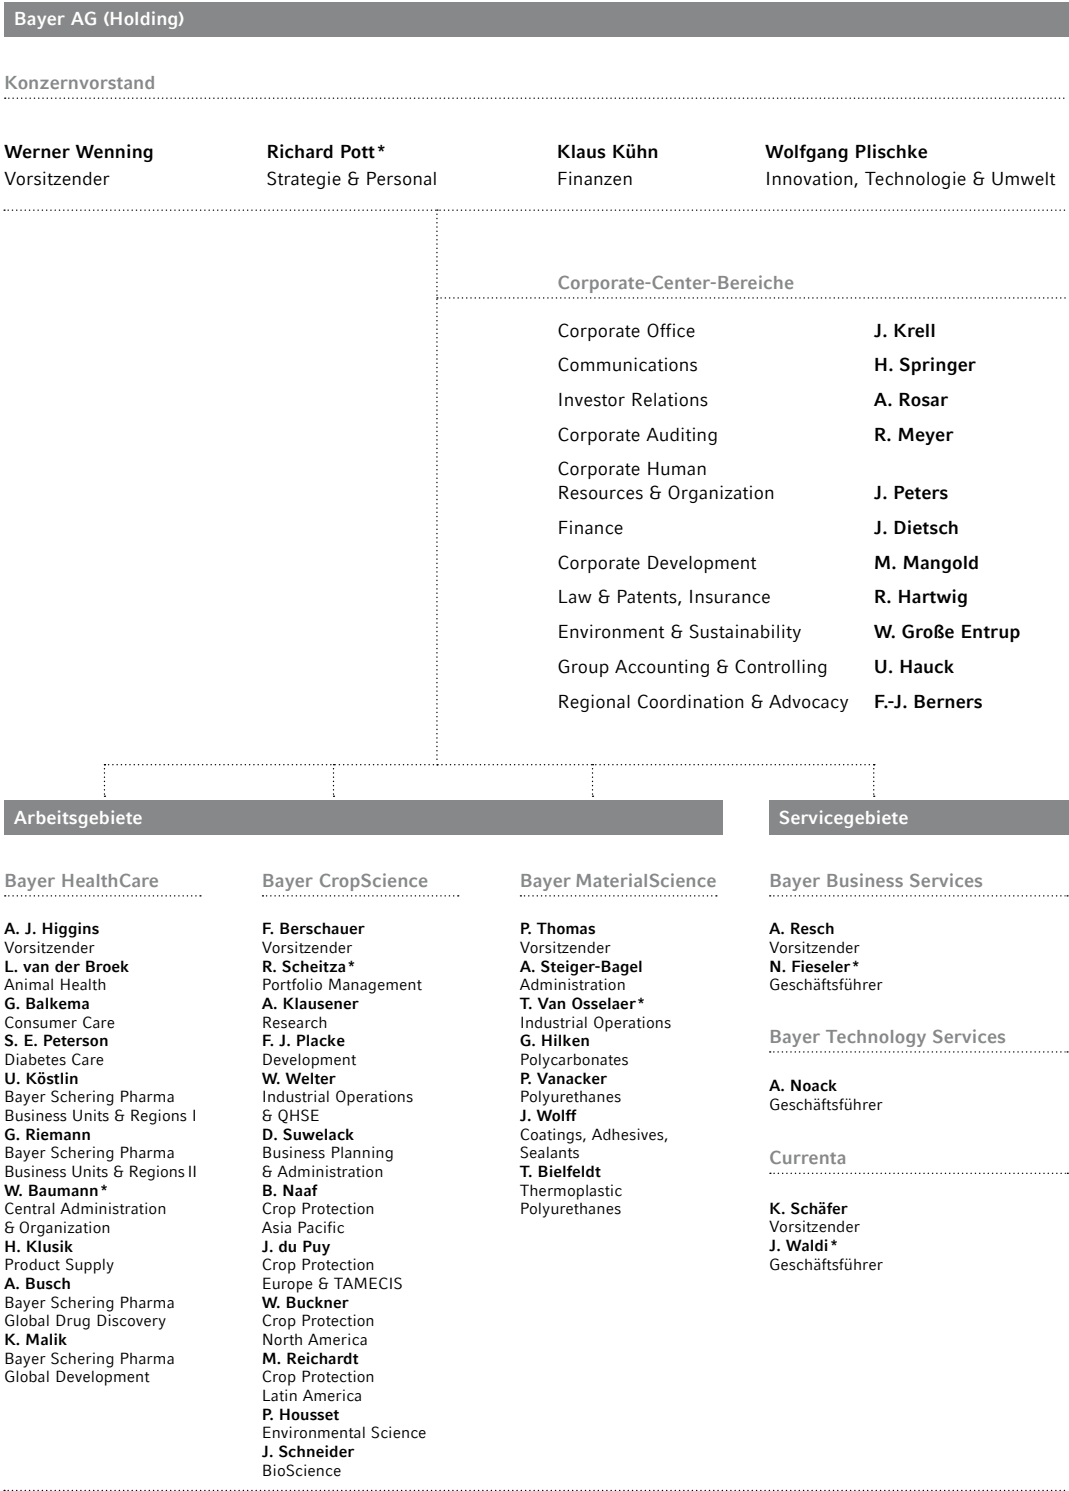 Bayer AG (Holding)
Konzernvorstand
Werner Wenning
Vorsitzender
Richard Pott*
Strategie & Personal
Klaus Kühn
Finanzen
Wolfgang Plischke
Innovation, Technologie & Umwelt
Corporate-Center-Bereiche
Corporate Office J. Krell
Communications H. Springer
Investor Relations A. Rosar
Corporate Auditing R. Meyer
Corporate Human
Resources & Organization J. Peters
Finance J. Dietsch
Corporate Development M. Mangold
Law & Patents, Insurance R. Hartwig
Environment & Sustainability W. Große Entrup
Group Accounting & Controlling U. Hauck
Regional Coordination & Advocacy F.-J. Berners
Arbeitsgebiete
Bayer HealthCare
A. J. Higgins
Vorsitzender
L. van der Broek
Animal Health
G. Balkema
Consumer Care
S. E. Peterson
Diabetes Care
U. Köstlin
Bayer Schering Pharma
Business Units & Regions I
G. Riemann
Bayer Schering Pharma
Business Units & Regions II
W. Baumann*
Central Administration
& Organization
H. Klusik
Product Supply
A. Busch
Bayer Schering Pharma
Global Drug Discovery
K. Malik
Bayer Schering Pharma
Global Development
Bayer CropScience
F. Berschauer
Vorsitzender
R. Scheitza*
Portfolio Management
A. Klausener
Research
F. J. Placke
Development
W. Welter
Industrial Operations
& QHSE
D. Suwelack
Business Planning
& Administration
B. Naaf
Crop Protection
Asia Pacific
J. du Puy
Crop Protection
Europe & TAMECIS
W. Buckner
Crop Protection
North America
M. Reichardt
Crop Protection
Latin America
P. Housset
Environmental Science
J. Schneider
BioScience
Bayer MaterialScience
P. Thomas
Vorsitzender
A. Steiger-Bagel
Administration
T. Van Osselaer*
Industrial Operations
G. Hilken
Polycarbonates
P. Vanacker
Polyurethanes
J. Wolff
Coatings, Adhesives,
Sealants
T. Bielfeldt
Thermoplastic
Polyurethanes
Servicegebiete
Bayer Business Services
A. Resch
Vorsitzender
N. Fieseler*
Geschäftsführer
Bayer Technology Services
A. Noack
Geschäftsführer
Currenta
K. Schäfer
Vorsitzender
J. Waldi*
Geschäftsführer